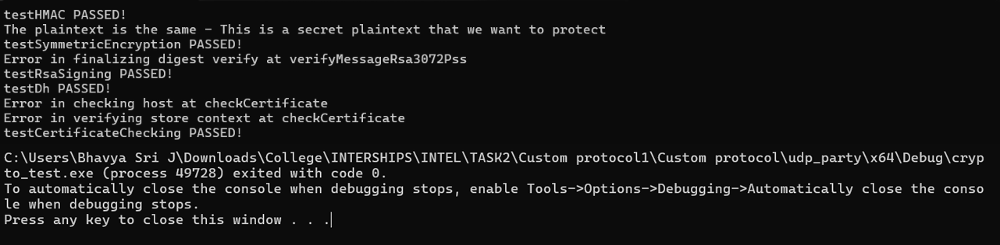 testHMAC PASSED!
The plaintext is the same - This is a secret plaintext that we want to protect
testSymmetricEncryption PASSED!
Error in finalizing digest verify at verifyMessageRsa3072Pss
testRsaSigning PASSED!
testDh PASSED!
Error in checking host at checkCertificate
Error in verifying store context at checkCertificate
testCertificateChecking PASSED!
C:\Users\Bhavya Sri J\Downloads\College\INTERSHIPS\INTEL\TASK2\Custom protocol1\Custom protocol\udp_party\x64\Debug\cryp
to_test.exe (process 49728) exited with code 0.
To automatically close the console when debugging stops, enable Tools->Options->Debugging->Automatically close the conso
le when debugging stops.
Press any key to close this window . . .